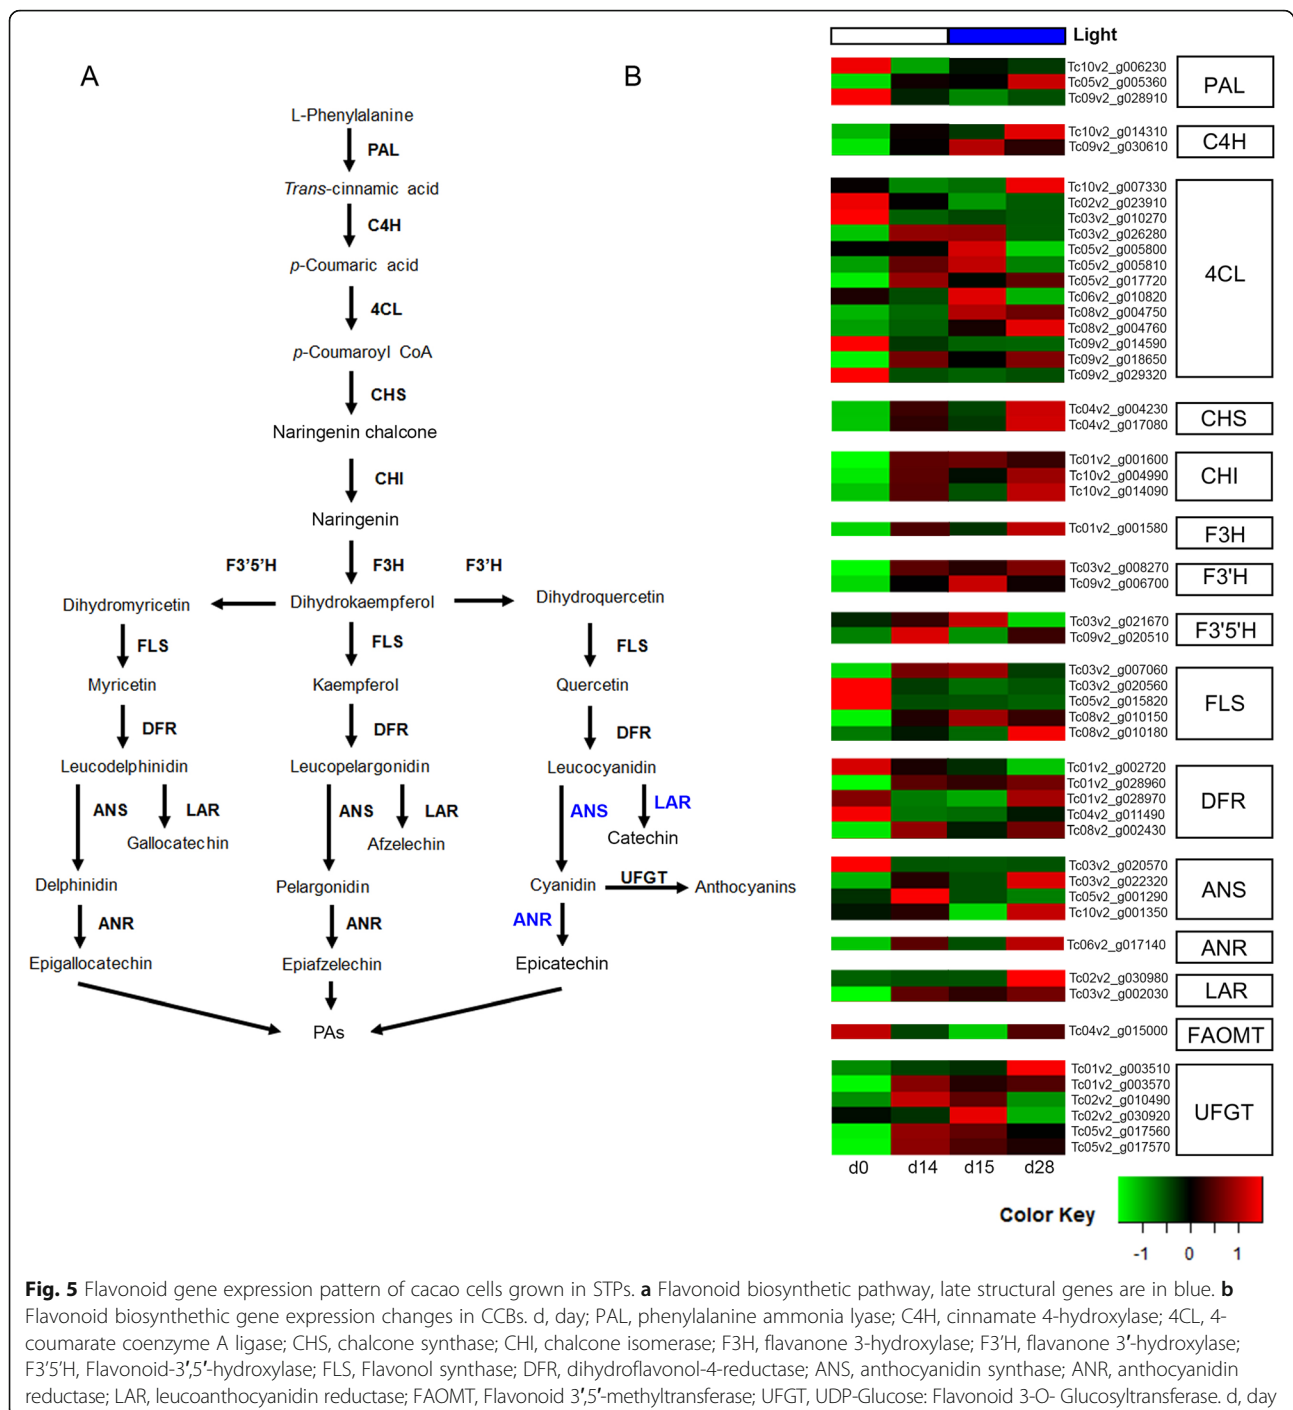 A
L-Phenylalanine
PAL
Trans-cinnamic acid
C4H
p-Coumaric acid
4CL
p-Coumaroyl CoA
CHS
Naringenin chalcone
CHI
Naringenin
F3'5'H
F3H
F3'H
Dihydromyricetin
Dihydrokaempferol
Dihydroquercetin
FLS
FLS
FLS
Myricetin
Kaempferol
Quercetin
DFR
DFR
DFR
Leucodelphinidin
Leucopelargonidin
Leucocyanidin
ANS
LAR
ANS
LAR
ANS
LAR
Gallocatechin
Afzelechin
Catechin
Delphinidin
Pelargonidin
Cyanidin
UFGT
Anthocyanins
ANR
ANR
ANR
Epigallocatechin
Epiafzelechin
Epicatechin
PAs
B
Light
Tc10v2_g006230
Tc05v2_g005360
Tc09v2_g028910
PAL
Tc10v2_g014310
Tc09v2_g030610
C4H
Tc10v2_g007330
Tc02v2_g023910
Tc03v2_g010270
Tc03v2_g026280
Tc05v2_g005800
Tc05v2_g005810
Tc05v2_g017720
Tc06v2_g010820
Tc08v2_g004750
Tc08v2_g004760
Tc09v2_g014590
Tc09v2_g018650
Tc09v2_g029320
4CL
Tc04v2_g004230
Tc04v2_g017080
CHS
Tc01v2_g001600
Tc10v2_g004990
Tc10v2_g014090
CHI
Tc01v2_g001580
F3H
Tc03v2_g008270
Tc09v2_g006700
F3'H
Tc03v2_g021670
Tc09v2_g020510
F3'5'H
Tc03v2_g007060
Tc03v2_g020560
Tc05v2_g015820
Tc08v2_g010150
Tc08v2_g010180
FLS
Tc01v2_g002720
Tc01v2_g028960
Tc01v2_g028970
Tc04v2_g011490
Tc08v2_g002430
DFR
Tc03v2_g020570
Tc03v2_g022320
Tc05v2_g001290
Tc10v2_g001350
ANS
Tc06v2_g017140
ANR
Tc02v2_g030980
Tc03v2_g002030
LAR
Tc04v2_g015000
FAOMT
Tc01v2_g003510
Tc01v2_g003570
Tc02v2_g010490
Tc02v2_g030920
Tc05v2_g017560
Tc05v2_g017570
UFGT
d0 d14 d15 d28
Color Key
-1 0 1
Fig. 5 Flavonoid gene expression pattern of cacao cells grown in STPs. a Flavonoid biosynthetic pathway, late structural genes are in blue. b
Flavonoid biosynthethic gene expression changes in CCBs. d, day; PAL, phenylalanine ammonia lyase; C4H, cinnamate 4-hydroxylase; 4CL, 4-
coumarate coenzyme A ligase; CHS, chalcone synthase; CHI, chalcone isomerase; F3H, flavanone 3-hydroxylase; F3'H, flavanone 3′-hydroxylase;
F3'5'H, Flavonoid-3′,5′-hydroxylase; FLS, Flavonol synthase; DFR, dihydroflavonol-4-reductase; ANS, anthocyanidin synthase; ANR, anthocyanidin
reductase; LAR, leucoanthocyanidin reductase; FAOMT, Flavonoid 3′,5′-methyltransferase; UFGT, UDP-Glucose: Flavonoid 3-O- Glucosyltransferase. d, day